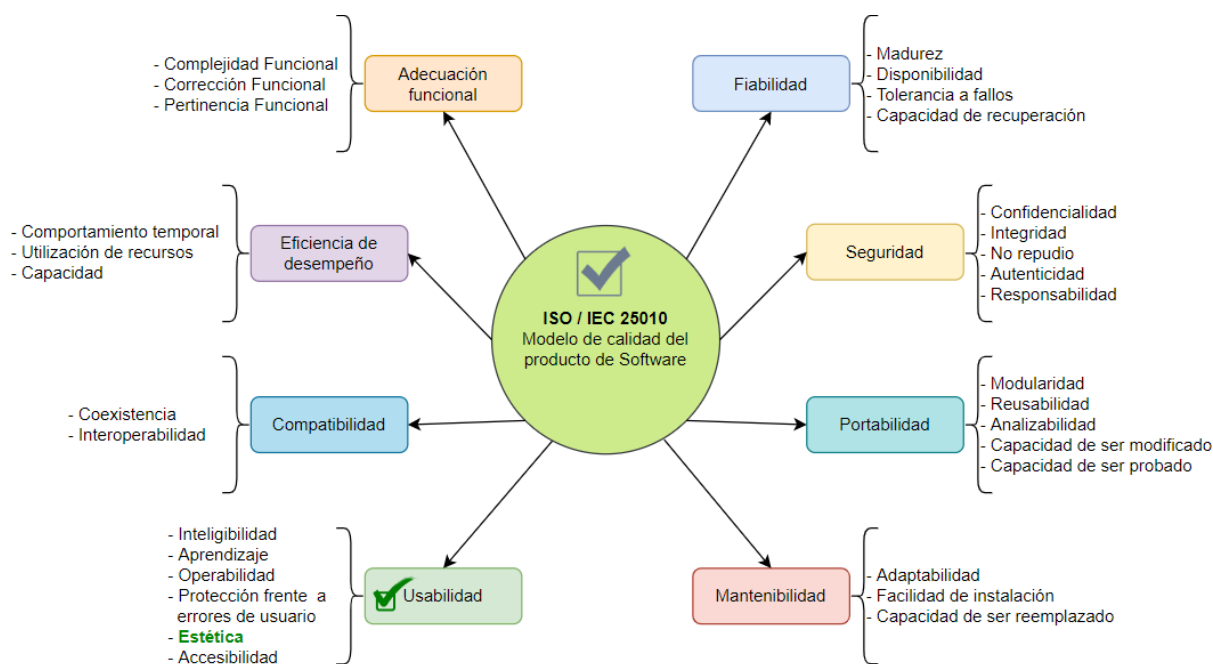 - Complejidad Funcional
- Corrección Funcional
- Pertinencia Funcional
Adecuación
funcional
Fiabilidad
- Madurez
- Disponibilidad
- Tolerancia a fallos
- Capacidad de recuperación
- Comportamiento temporal
- Utilización de recursos
- Capacidad
Eficiencia de
desempeño
ISO / IEC 25010
Modelo de calidad del
producto de Software
Seguridad
- Confidencialidad
- Integridad
- No repudio
- Autenticidad
- Responsabilidad
- Coexistencia
- Interoperabilidad
Compatibilidad
Portabilidad
- Modularidad
- Reusabilidad
- Analizabilidad
- Capacidad de ser modificado
- Capacidad de ser probado
- Inteligibilidad
- Aprendizaje
- Operabilidad
- Protección frente a
errores de usuario
- Estética
- Accesibilidad
Usabilidad
Mantenibilidad
- Adaptabilidad
- Facilidad de instalación
- Capacidad de ser reemplazado